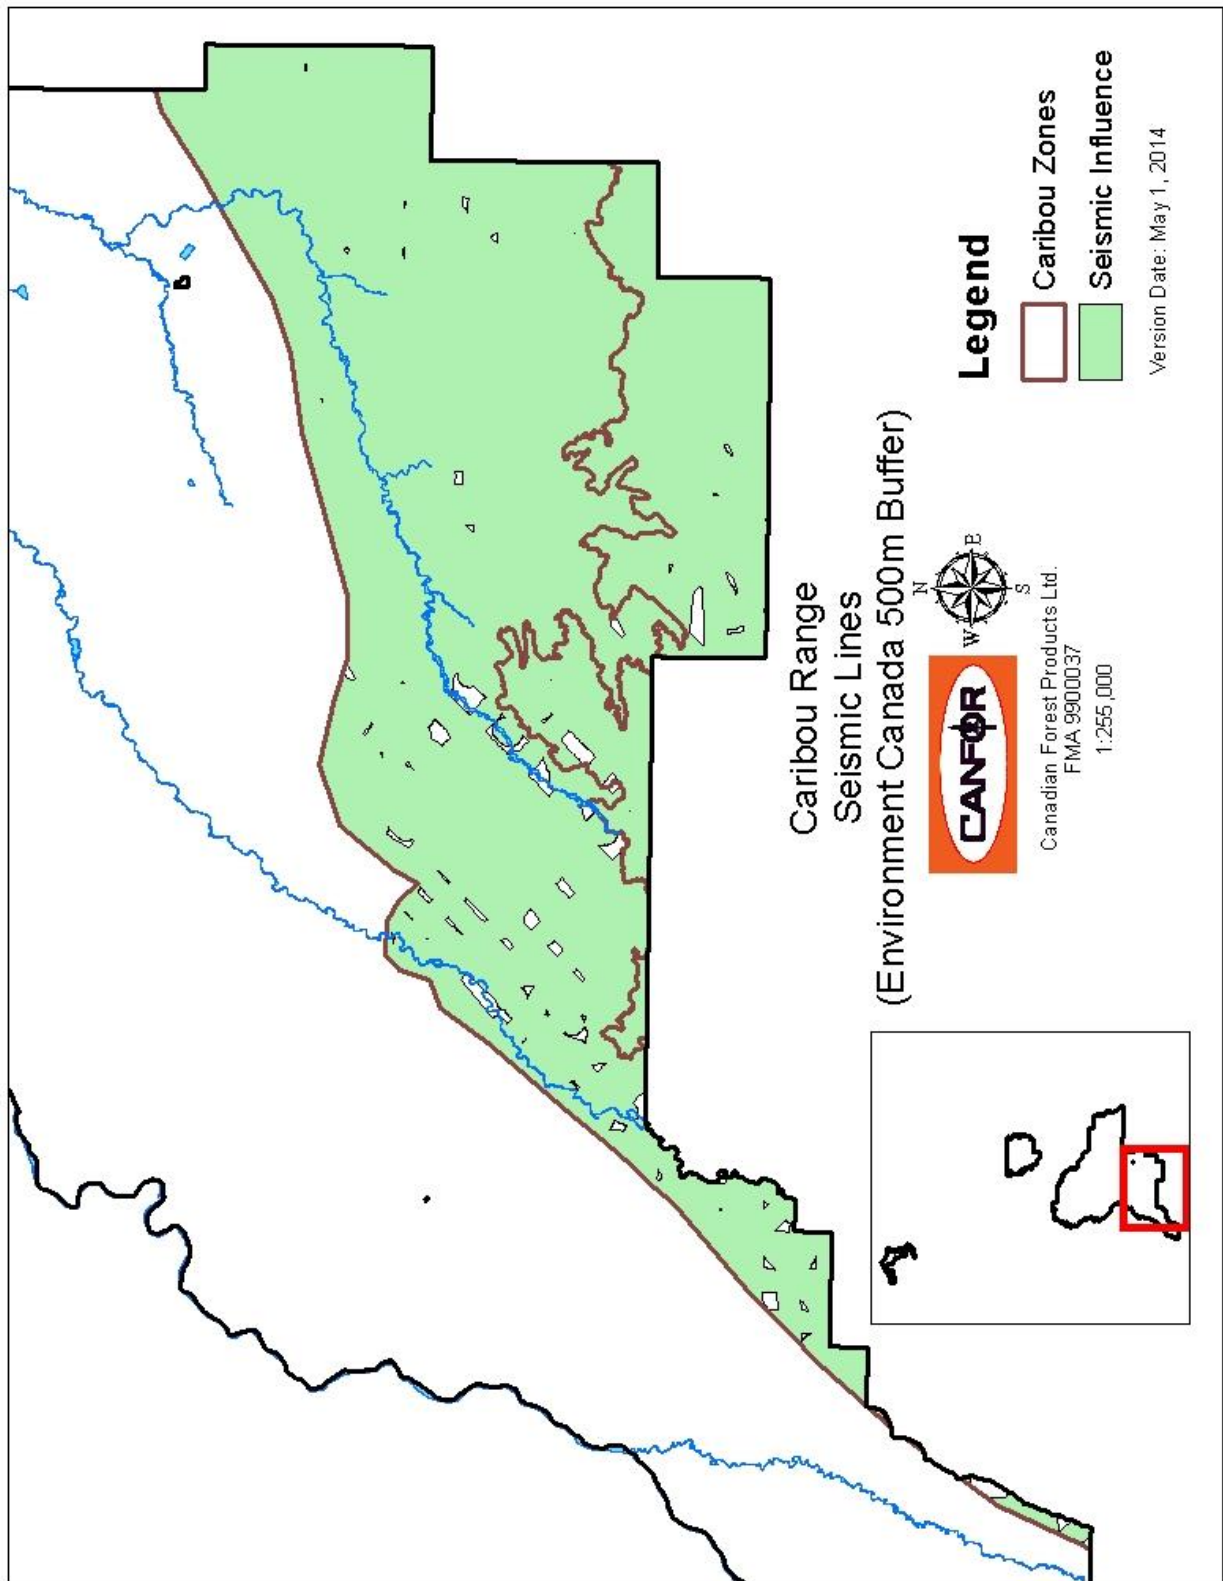 Caribou Range
Seismic Lines
(Environment Canada 500m Buffer)
CANFOR
N
W
E
S
Canadian Forest Products Ltd.
FMA 9900037
1:255,000
Legend
Caribou Zones
Seismic Influence
Version Date: May 1, 2014